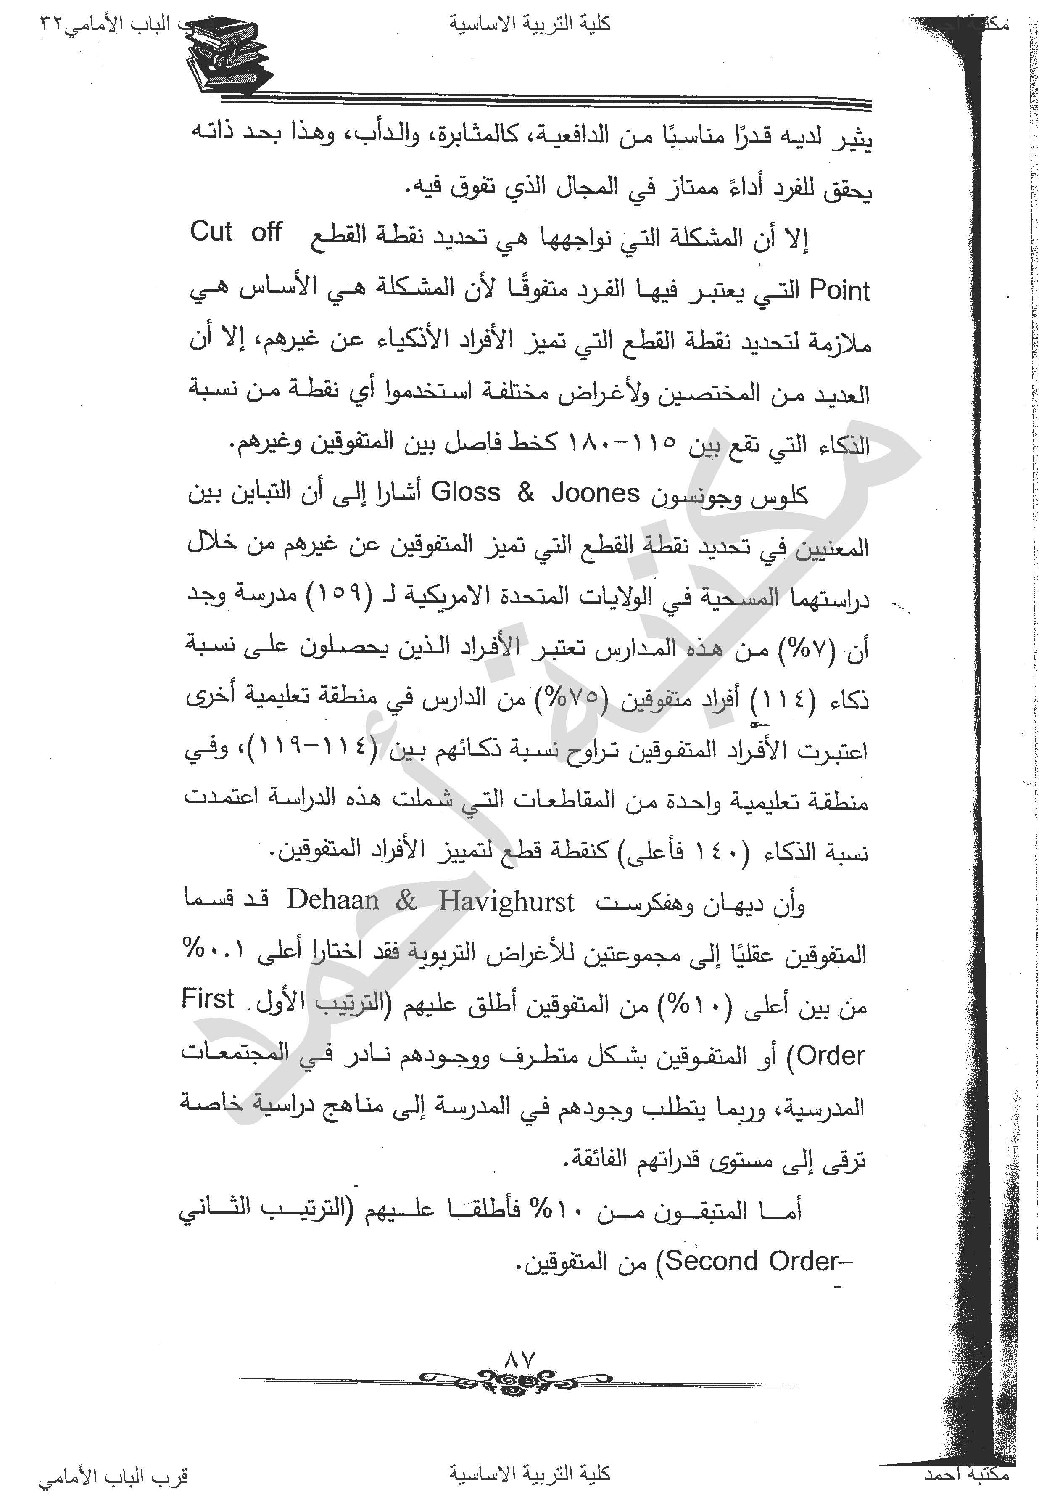 مكتبة احمد
كلية التربية الاساسية
قرب الباب الأمامي٣٢
يثير لديه قدرًا مناسبًا من الدافعية، كالمثابرة، والدأب، وهذا بحد ذاته
يحقق للفرد أداءً ممتاز في المجال الذي تفوق فيه.
إلا أن المشكلة التي نواجهها هي تحديد نقطة القطع Cut off
Point التي يعتبر فيها الفرد متفوقًا لأن المشكلة هي الأساس هي
ملازمة لتحديد نقطة القطع التي تميز الأفراد الأذكياء عن غيرهم، إلا أن
العديد من المختصين ولأغراض مختلفة استخدموا أي نقطة من نسبة
الذكاء التي تقع بين ١١٥-١٨٠ كخط فاصل بين المتفوقين وغيرهم.
كلوس وجونسون Gloss & Joones أشارا إلى أن التباين بين
المعنيين في تحديد نقطة القطع التي تميز المتفوقين عن غيرهم من خلال
دراستهما المسحية في الولايات المتحدة الامريكية لـ (١٥٩) مدرسة وجد
أن (٧%) من هذه المدارس تعتبر الأفراد الذين يحصلون على نسبة
ذكاء (١١٤) أفراد متفوقين (٧٥%) من الدارس في منطقة تعليمية أخرى
اعتبرت الأفراد المتفوقين تراوح نسبة ذكائهم بين (١١٤-١١٩)، وفي
منطقة تعليمية واحدة من المقاطعات التي شملت هذه الدراسة اعتمدت
نسبة الذكاء (١٤٠ فأعلى) كنقطة قطع لتمييز الأفراد المتفوقين.
وأن ديهان وهفكرست Dehaan & Havighurst قد قسما
المتفوقين عقليًا إلى مجموعتين للأغراض التربوية فقد اختارا أعلى ٠.١%
من بين أعلى (١٠%) من المتفوقين أطلق عليهم (الترتيب الأول. First
Order) أو المتفوقين بشكل متطرف ووجودهم نادر في المجتمعات
المدرسية، وربما يتطلب وجودهم في المدرسة إلى مناهج دراسية خاصة
ترقى إلى مستوى قدراتهم الفائقة.
أما المتبقون من ١٠% فأطلقا عليهم (الترتيب الثاني
–Second Order) من المتفوقين.
٨٧
مكتبة أحمد
مكتبة احمد
كلية التربية الاساسية
قرب الباب الأمامي